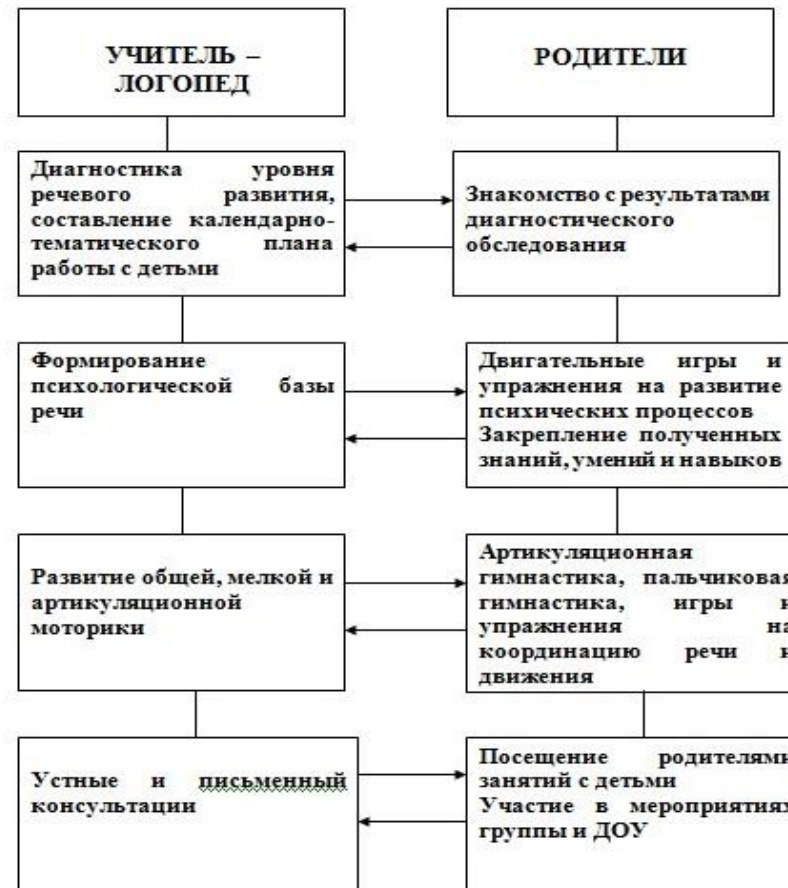 УЧИТЕЛЬ –
ЛОГОПЕД
РОДИТЕЛИ
Диагностика уровня
речевого развития,
составление календарно-
тематического плана
работы с детьми
Знакомство с результатами
диагностического
обследования
Формирование
психологической базы
речи
Двигательные игры и
упражнения на развитие
психических процессов
Закрепление полученных
знаний, умений и навыков
Развитие общей, мелкой и
артикуляционной
моторики
Артикуляционная
гимнастика, пальчиковая
гимнастика, игры и
упражнения на
координацию речи и
движения
Устные и письменный
консультации
Посещение родителями
занятий с детьми
Участие в мероприятиях
группы и ДОУ